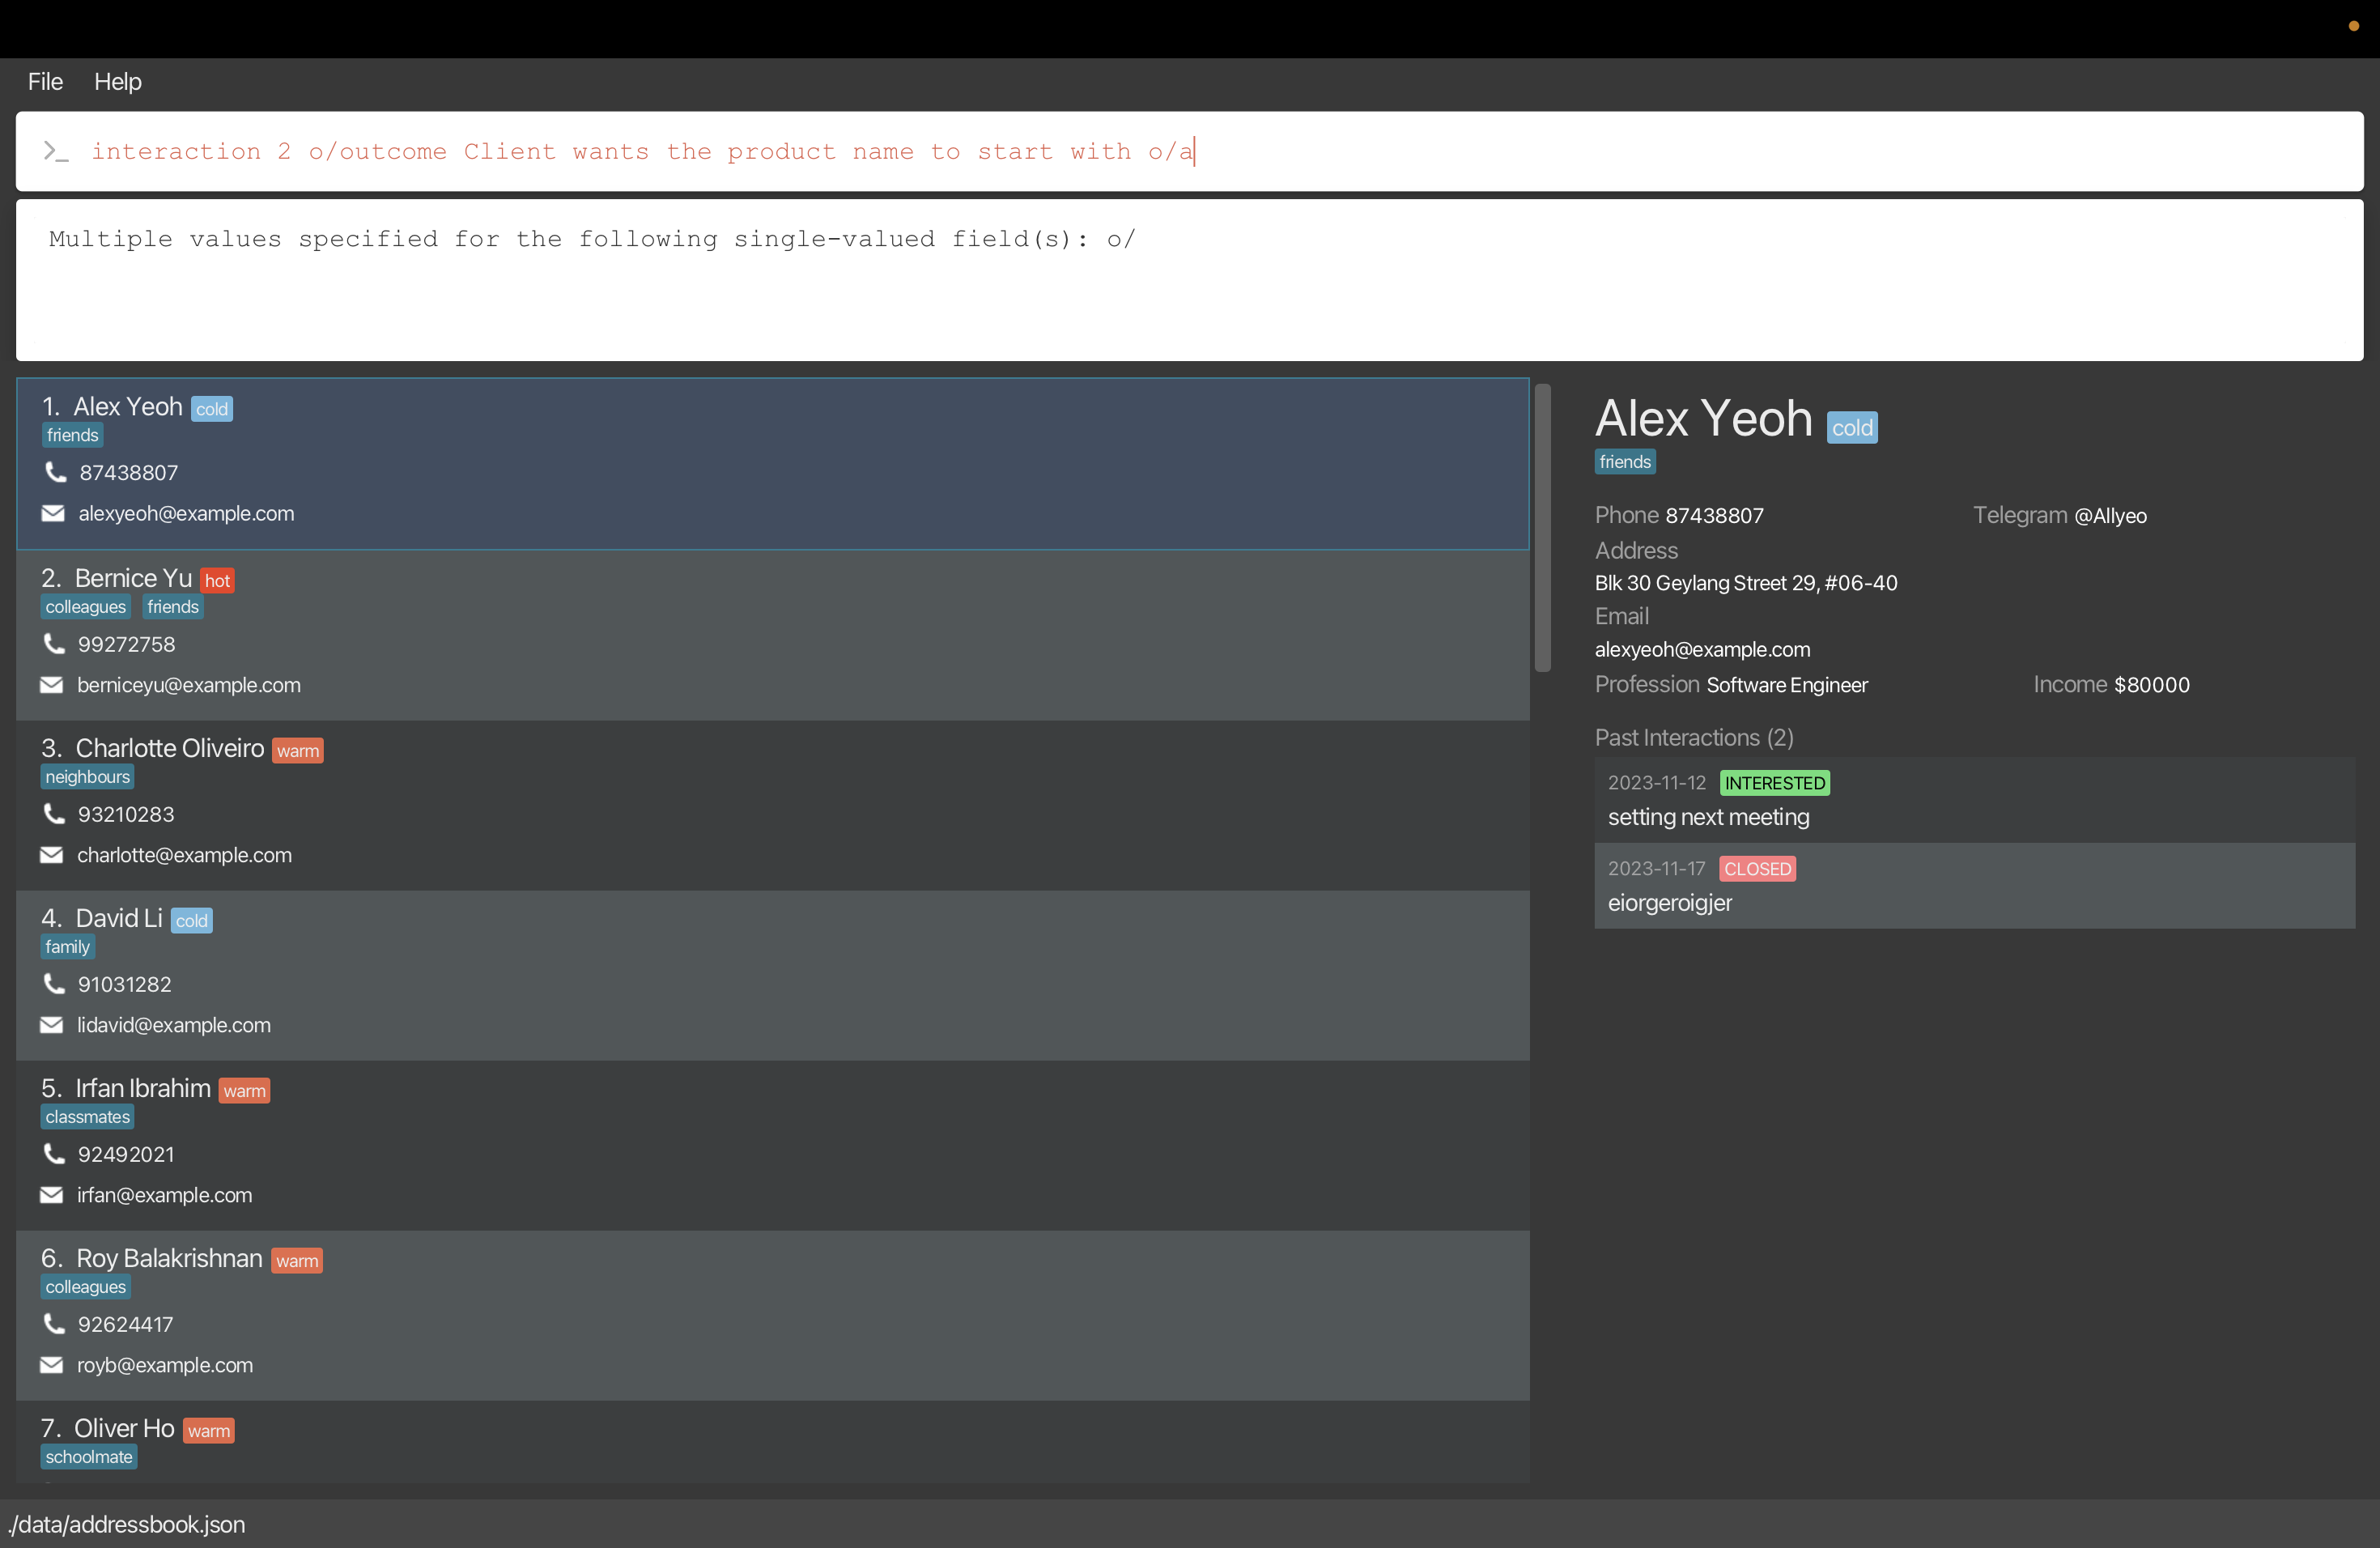 File Help
>_ interaction 2 o/outcome Client wants the product name to start with o/a
Multiple values specified for the following single-valued field(s): o/
1. Alex Yeoh cold
friends
87438807
alexyeoh@example.com
2. Bernice Yu hot
colleagues friends
99272758
berniceyu@example.com
3. Charlotte Oliveiro warm
neighbours
93210283
charlotte@example.com
4. David Li cold
family
91031282
lidavid@example.com
5. Irfan Ibrahim warm
classmates
92492021
irfan@example.com
6. Roy Balakrishnan warm
colleagues
92624417
royb@example.com
7. Oliver Ho warm
schoolmate
Alex Yeoh cold
friends
Phone 87438807 Telegram @Allyeo
Address
Blk 30 Geylang Street 29, #06-40
Email
alexyeoh@example.com
Profession Software Engineer Income $80000
Past Interactions (2)
2023-11-12 INTERESTED
setting next meeting
2023-11-17 CLOSED
eiorgeroigjer
./data/addressbook.json